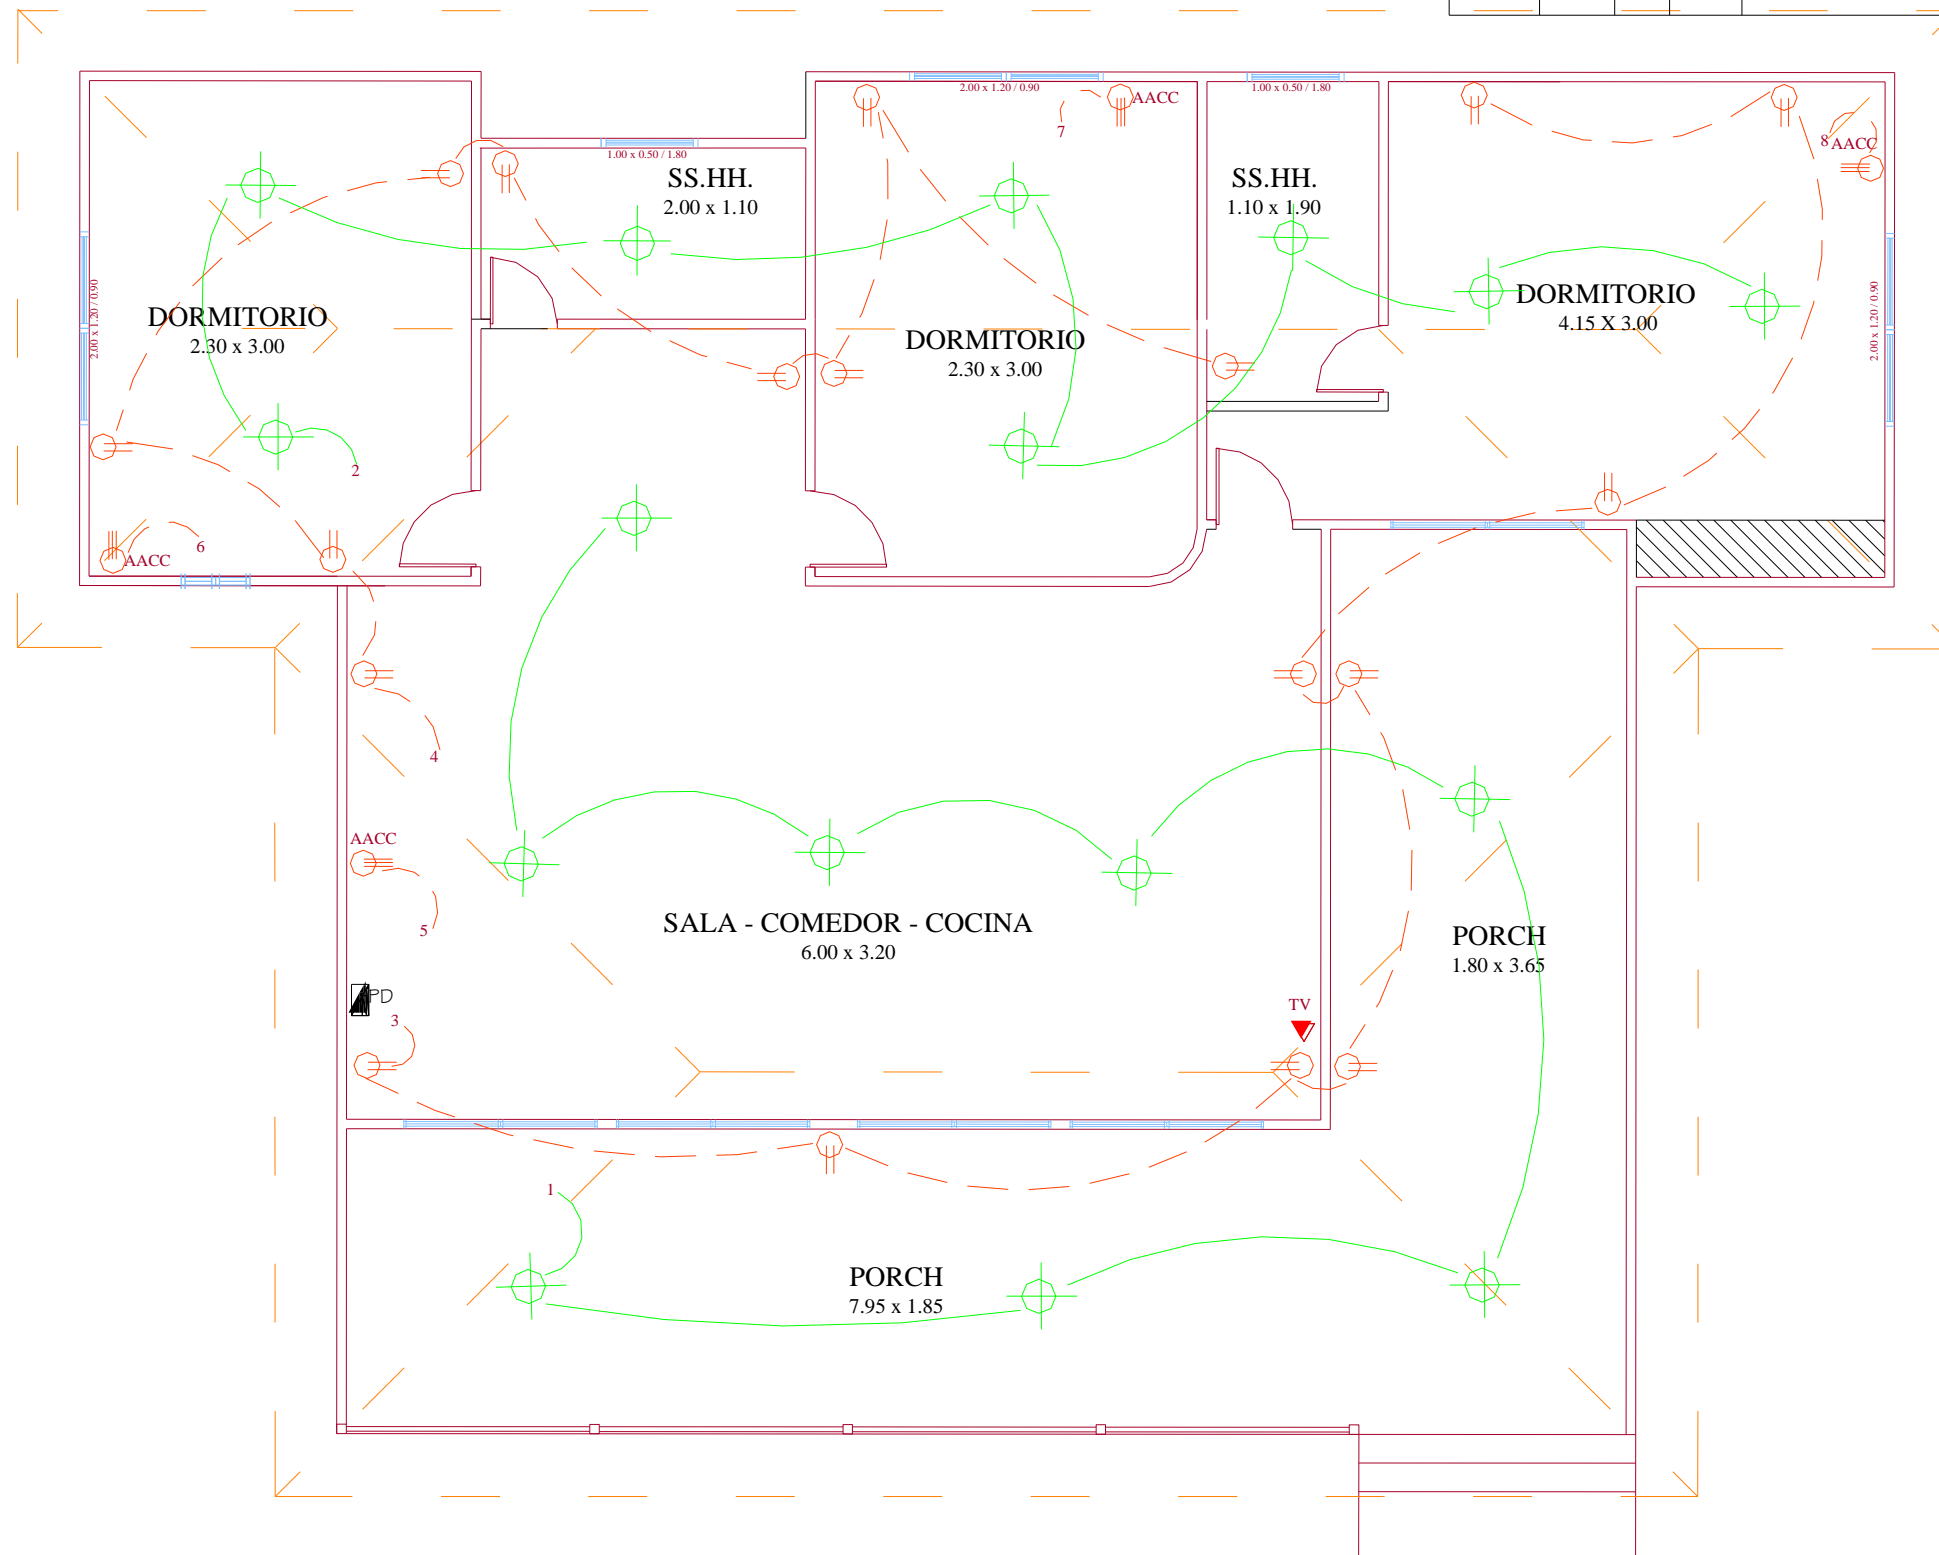 2.00 x 1.20 / 0.90
AACC
7
1.00 x 0.50 / 1.80
8
AACC
1.00 x 0.50 / 1.80
SS.HH.
2.00 x 1.10
SS.HH.
1.10 x 1.90
2.00 x 1.20 / 0.90
DORMITORIO
2.30 x 3.00
DORMITORIO
2.30 x 3.00
DORMITORIO
4.15 X 3.00
2.00 x 1.20 / 0.90
2
6
AACC
4
AACC
5
SALA - COMEDOR - COCINA
6.00 x 3.20
PORCH
1.80 x 3.65
PD
3
TV
1
PORCH
7.95 x 1.85